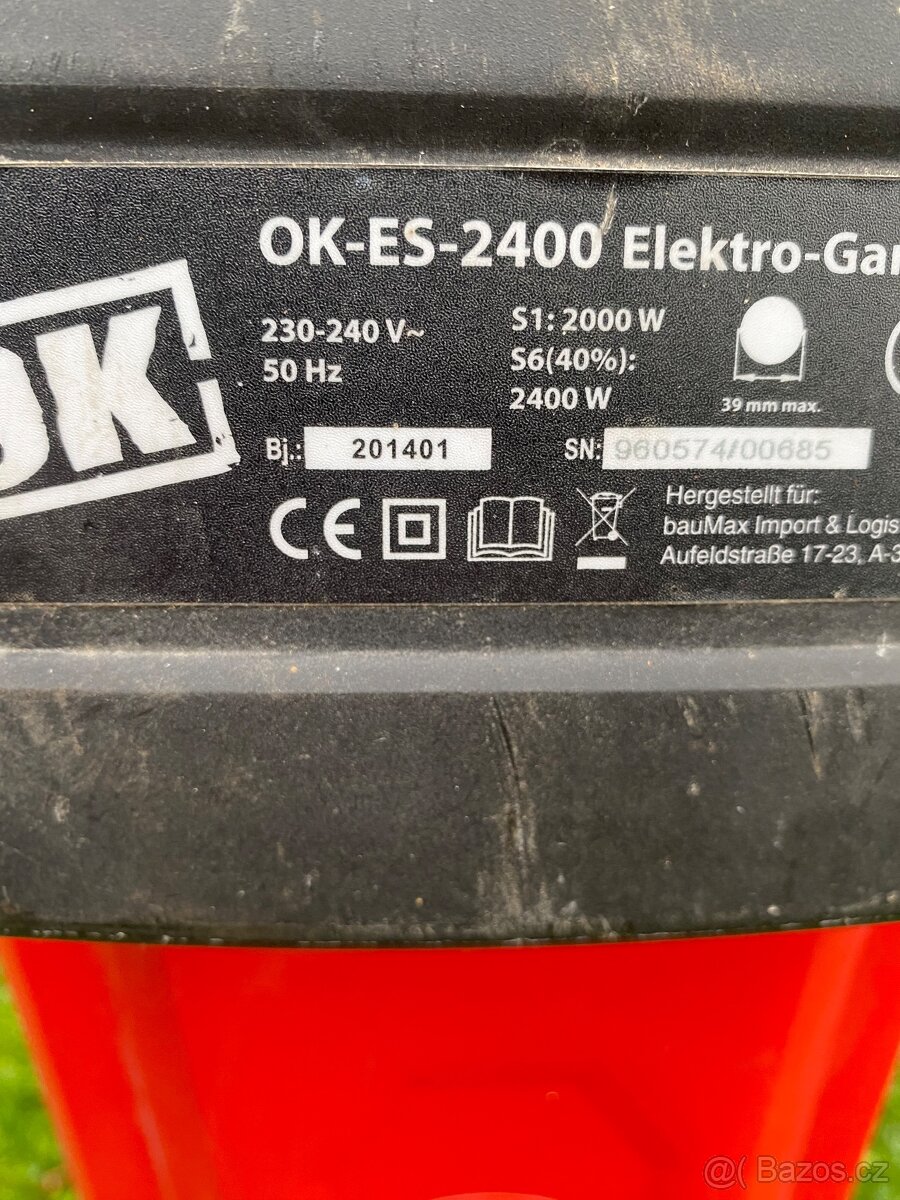 OK-ES-2400 Elektro-Gar
OK
230-240 V~
50 Hz
S1: 2000 W
S6(40%):
2400 W
39 mm max.
Bj.: 201401
SN: 960574/00685
CE
Hergestellt für:
bauMax Import & Logis
Aufeldstraße 17-23, A-3
@( Bazos.cz